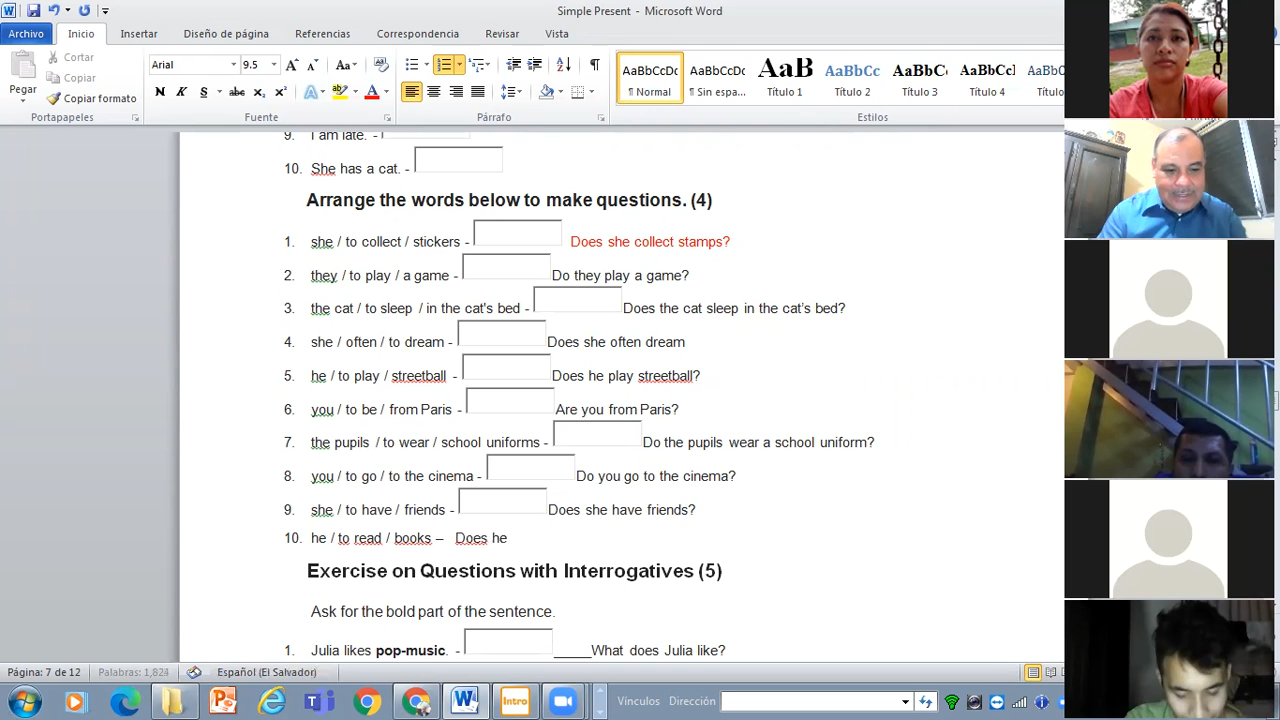 Simple Present - Microsoft Word
Archivo Inicio Insertar Diseño de página Referencias Correspondencia Revisar Vista
Cortar
Copiar
Copiar formato
Pegar
Portapapeles
Arial 9.5
N K S abc x₂ x²
Fuente
Párrafo
AaBbCcDc AaBbCcDc AaB AaBbCc AaBbCc AaBbCcI AaBbCc
¶ Normal ¶ Sin espa... Título 1 Título 2 Título 3 Título 4 Título
Estilos
9. I am late. -
10. She has a cat. -
Arrange the words below to make questions. (4)
1. she / to collect / stickers - Does she collect stamps?
2. they / to play / a game - Do they play a game?
3. the cat / to sleep / in the cat's bed - Does the cat sleep in the cat's bed?
4. she / often / to dream - Does she often dream
5. he / to play / streetball - Does he play streetball?
6. you / to be / from Paris - Are you from Paris?
7. the pupils / to wear / school uniforms - Do the pupils wear a school uniform?
8. you / to go / to the cinema - Do you go to the cinema?
9. she / to have / friends - Does she have friends?
10. he / to read / books – Does he
Exercise on Questions with Interrogatives (5)
Ask for the bold part of the sentence.
1. Julia likes pop-music. - _____What does Julia like?
Página: 7 de 12 Palabras: 1,824 Español (El Salvador)
Intro
Vínculos Dirección